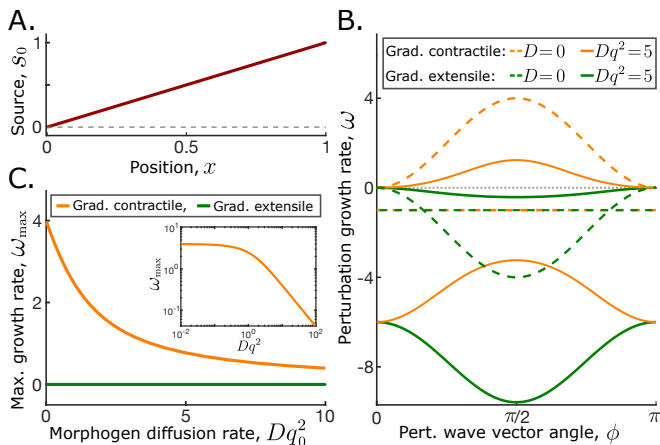 A.
Source, s₀
1
0
0
0.5
1
Position, x
B.
Grad. contractile: D=0 Dq²=5
Grad. extensile: D=0 Dq²=5
Perturbation growth rate, ω
4
0
-4
-8
0
π/2
π
Pert. wave vector angle, ϕ
C.
Grad. contractile, Grad. extensile
Max. growth rate, ω_max
4
2
0
0
5
10
Morphogen diffusion rate, Dq₀²
ω_max
10¹
10⁰
10⁻¹
10⁻²
10⁰
10²
Dq²